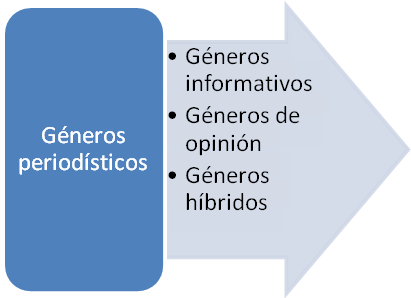 Géneros
periodísticos
• Géneros
informativos
• Géneros de
opinión
• Géneros
híbridos